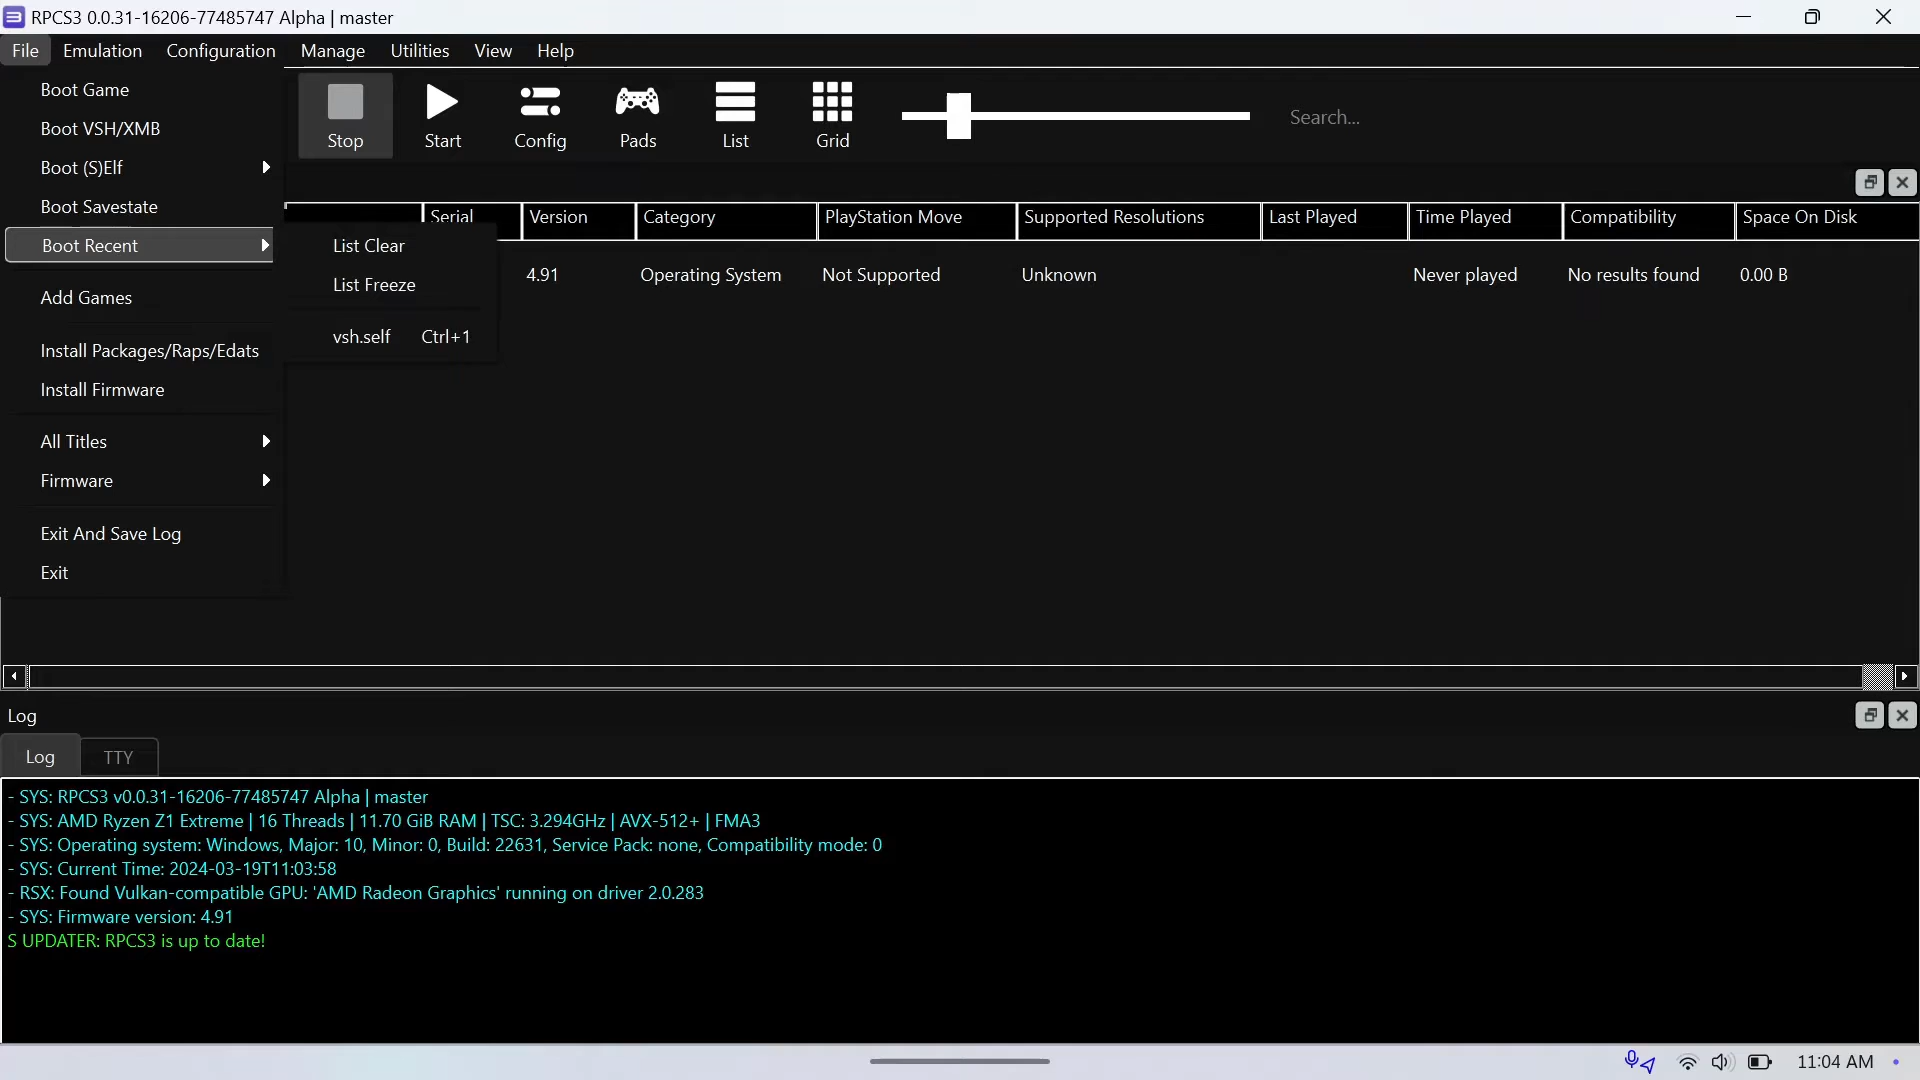 RPCS3 0.0.31-16206-77485747 Alpha | master
File Emulation Configuration Manage Utilities View Help
Boot Game
Boot VSH/XMB
Boot (S)Elf
Boot Savestate
Boot Recent
Add Games
Install Packages/Raps/Edats
Install Firmware
All Titles
Firmware
Exit And Save Log
Exit
List Clear
List Freeze
vsh.self Ctrl+1
Stop Start Config Pads List Grid Search...
Serial Version Category PlayStation Move Supported Resolutions Last Played Time Played Compatibility Space On Disk
4.91 Operating System Not Supported Unknown Never played No results found 0.00 B
Log
Log TTY
- SYS: RPCS3 v0.0.31-16206-77485747 Alpha | master
- SYS: AMD Ryzen Z1 Extreme | 16 Threads | 11.70 GiB RAM | TSC: 3.294GHz | AVX-512+ | FMA3
- SYS: Operating system: Windows, Major: 10, Minor: 0, Build: 22631, Service Pack: none, Compatibility mode: 0
- SYS: Current Time: 2024-03-19T11:03:58
- RSX: Found Vulkan-compatible GPU: 'AMD Radeon Graphics' running on driver 2.0.283
- SYS: Firmware version: 4.91
S UPDATER: RPCS3 is up to date!
11:04 AM